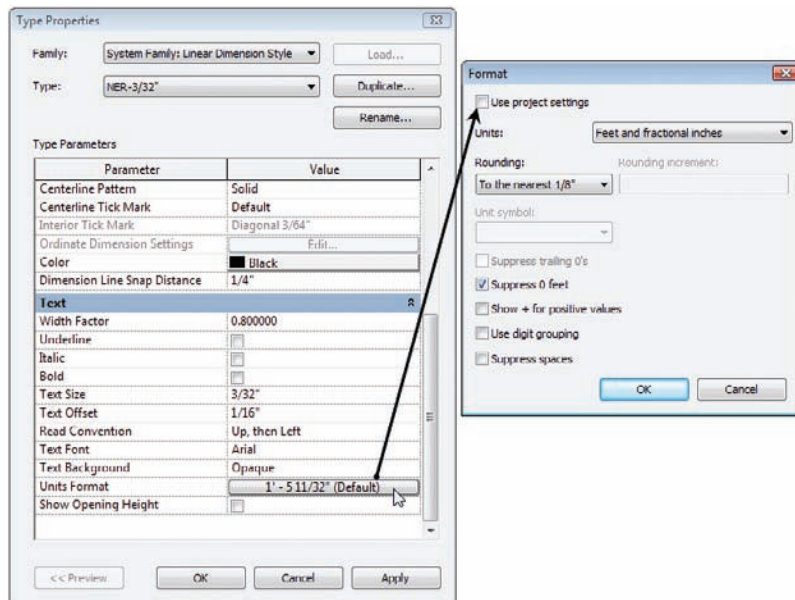 Type Properties
Family: System Family: Linear Dimension Style Load...
Type: NER-3/32" Duplicate...
Rename...
Type Parameters
Parameter Value
Centerline Pattern Solid
Centerline Tick Mark Default
Interior Tick Mark Diagonal 3/64"
Ordinate Dimension Settings Edit...
Color Black
Dimension Line Snap Distance 1/4"
Text
Width Factor 0.800000
Underline
Italic
Bold
Text Size 3/32"
Text Offset 1/16"
Read Convention Up, then Left
Text Font Arial
Text Background Opaque
Units Format 1' - 5 11/32" (Default)
Show Opening Height
<< Preview OK Cancel Apply
Format
Use project settings
Units: Feet and fractional inches
Rounding: Rounding increment:
To the nearest 1/8"
Unit symbol:
Suppress trailing 0's
Suppress 0 feet
Show + for positive values
Use digit grouping
Suppress spaces
OK Cancel